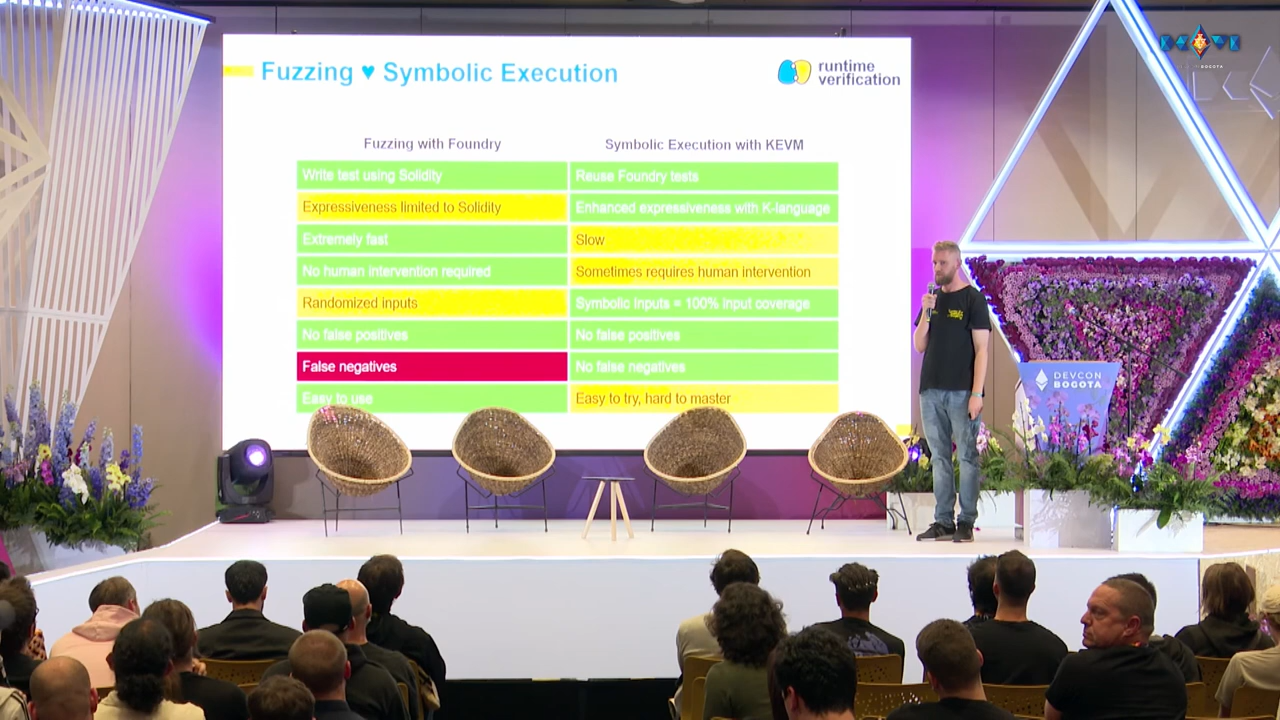 Fuzzing ♥ Symbolic Execution
runtime
verification
Fuzzing with Foundry
Symbolic Execution with KEVM
Write test using Solidity
Reuse Foundry tests
Expressiveness limited to Solidity
Enhanced expressiveness with K-language
Extremely fast
Slow
No human intervention required
Sometimes requires human intervention
Randomized inputs
Symbolic Inputs = 100% input coverage
No false positives
No false positives
False negatives
No false negatives
Easy to use
Easy to try, hard to master
DEVCON
BOGOTA
BOGOTA